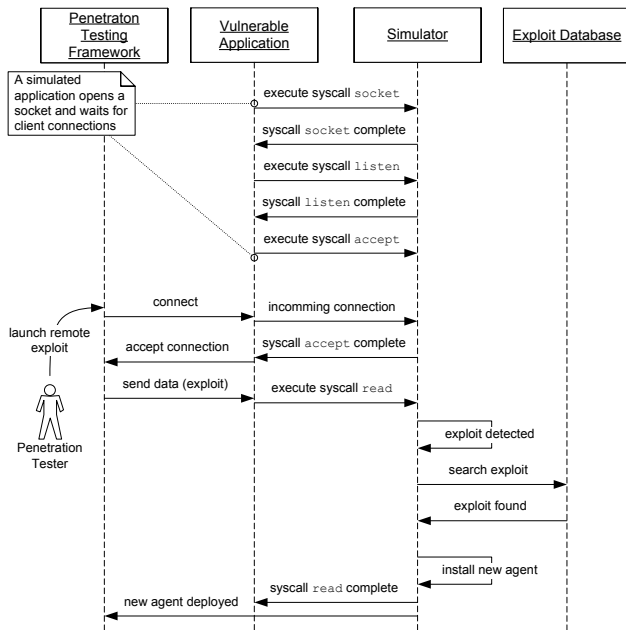 Penetraton
Testing
Framework
Vulnerable
Application
Simulator
Exploit Database
A simulated
application opens a
socket and waits for
client connections
execute syscall socket
syscall socket complete
execute syscall listen
syscall listen complete
execute syscall accept
connect
incomming connection
launch remote
exploit
accept connection
syscall accept complete
send data (exploit)
execute syscall read
Penetration
Tester
exploit detected
search exploit
exploit found
install new agent
syscall read complete
new agent deployed